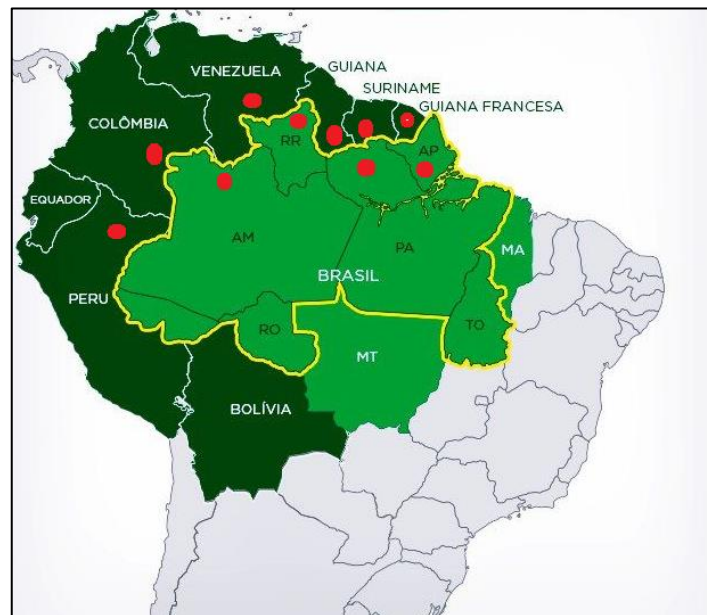 VENEZUELA
GUIANA
SURINAME
GUIANA FRANCESA
COLÔMBIA
RR
AP
EQUADOR
AM
PA
MA
BRASIL
PERU
RO
TO
MT
BOLÍVIA